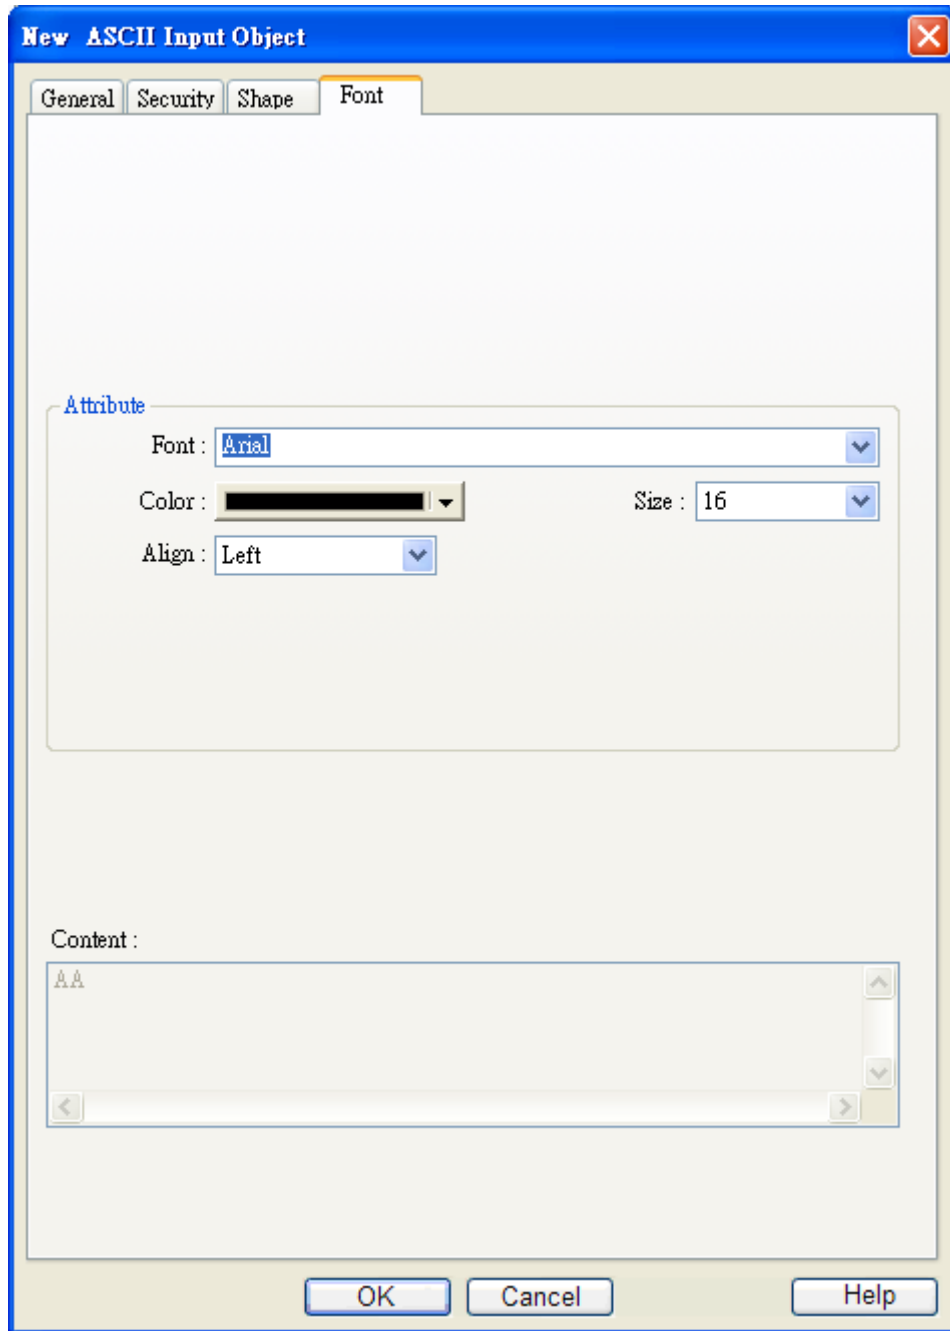 New ASCII Input Object
General Security Shape Font
Attribute
Font : Arial
Color : Size : 16
Align : Left
Content :
AA
OK Cancel Help